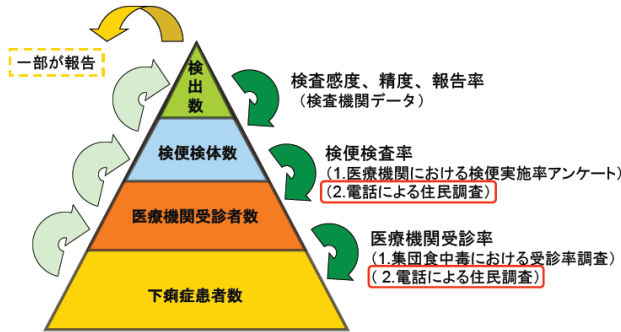 一部が報告
検
出
数
検査感度、精度、報告率
（検査機関データ）
検便検体数
検便検査率
（1.医療機関における検便実施率アンケート）
（2.電話による住民調査）
医療機関受診者数
医療機関受診率
（1.集団食中毒における受診率調査）
（ 2.電話による住民調査）
下痢症患者数